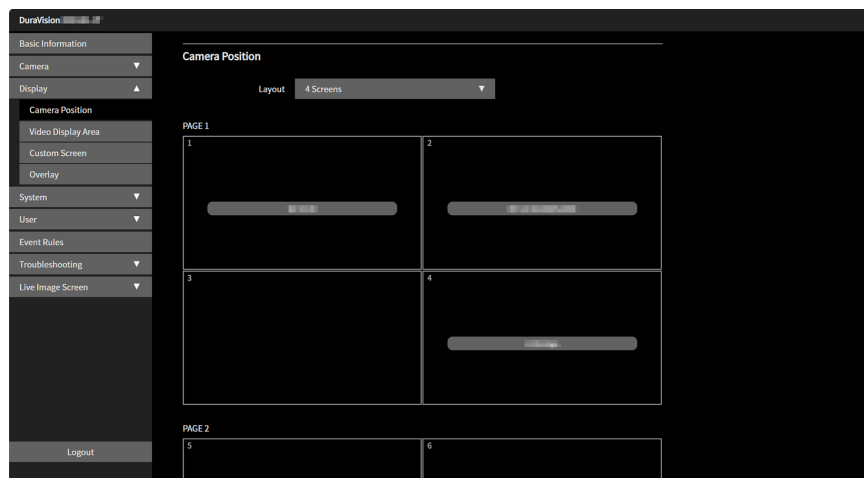 DuraVision
Basic Information
Camera ▼
Display ▲
Camera Position
Video Display Area
Custom Screen
Overlay
System ▼
User ▼
Event Rules
Troubleshooting ▼
Live Image Screen ▼
Logout
Camera Position
Layout 4 Screens ▼
PAGE 1
1 2
3 4
PAGE 2
5 6